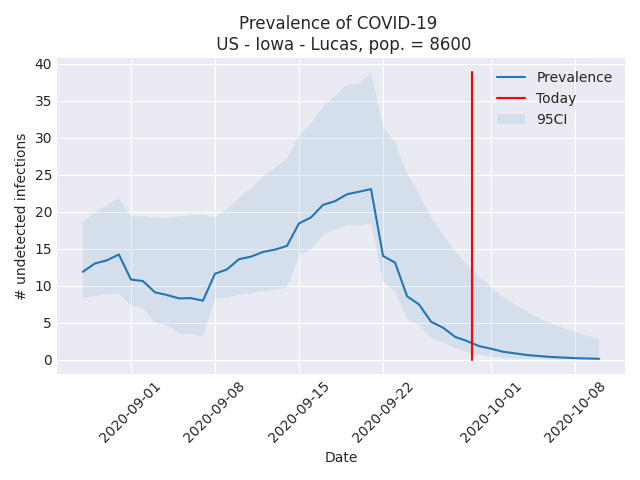 Prevalence of COVID-19
US - Iowa - Lucas, pop. = 8600
# undetected infections
40
35
30
25
20
15
10
5
0
Prevalence
Today
95CI
2020-09-01
2020-09-08
2020-09-15
2020-09-22
2020-10-01
2020-10-08
Date